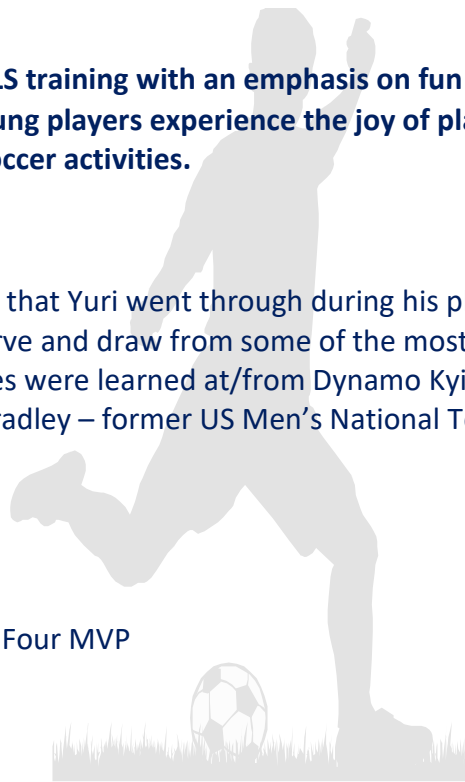 LS training with an emphasis on fun
ung players experience the joy of pla
occer activities.
that Yuri went through during his p
rve and draw from some of the most
es were learned at/from Dynamo Kyi
radley – former US Men's National Te
Four MVP